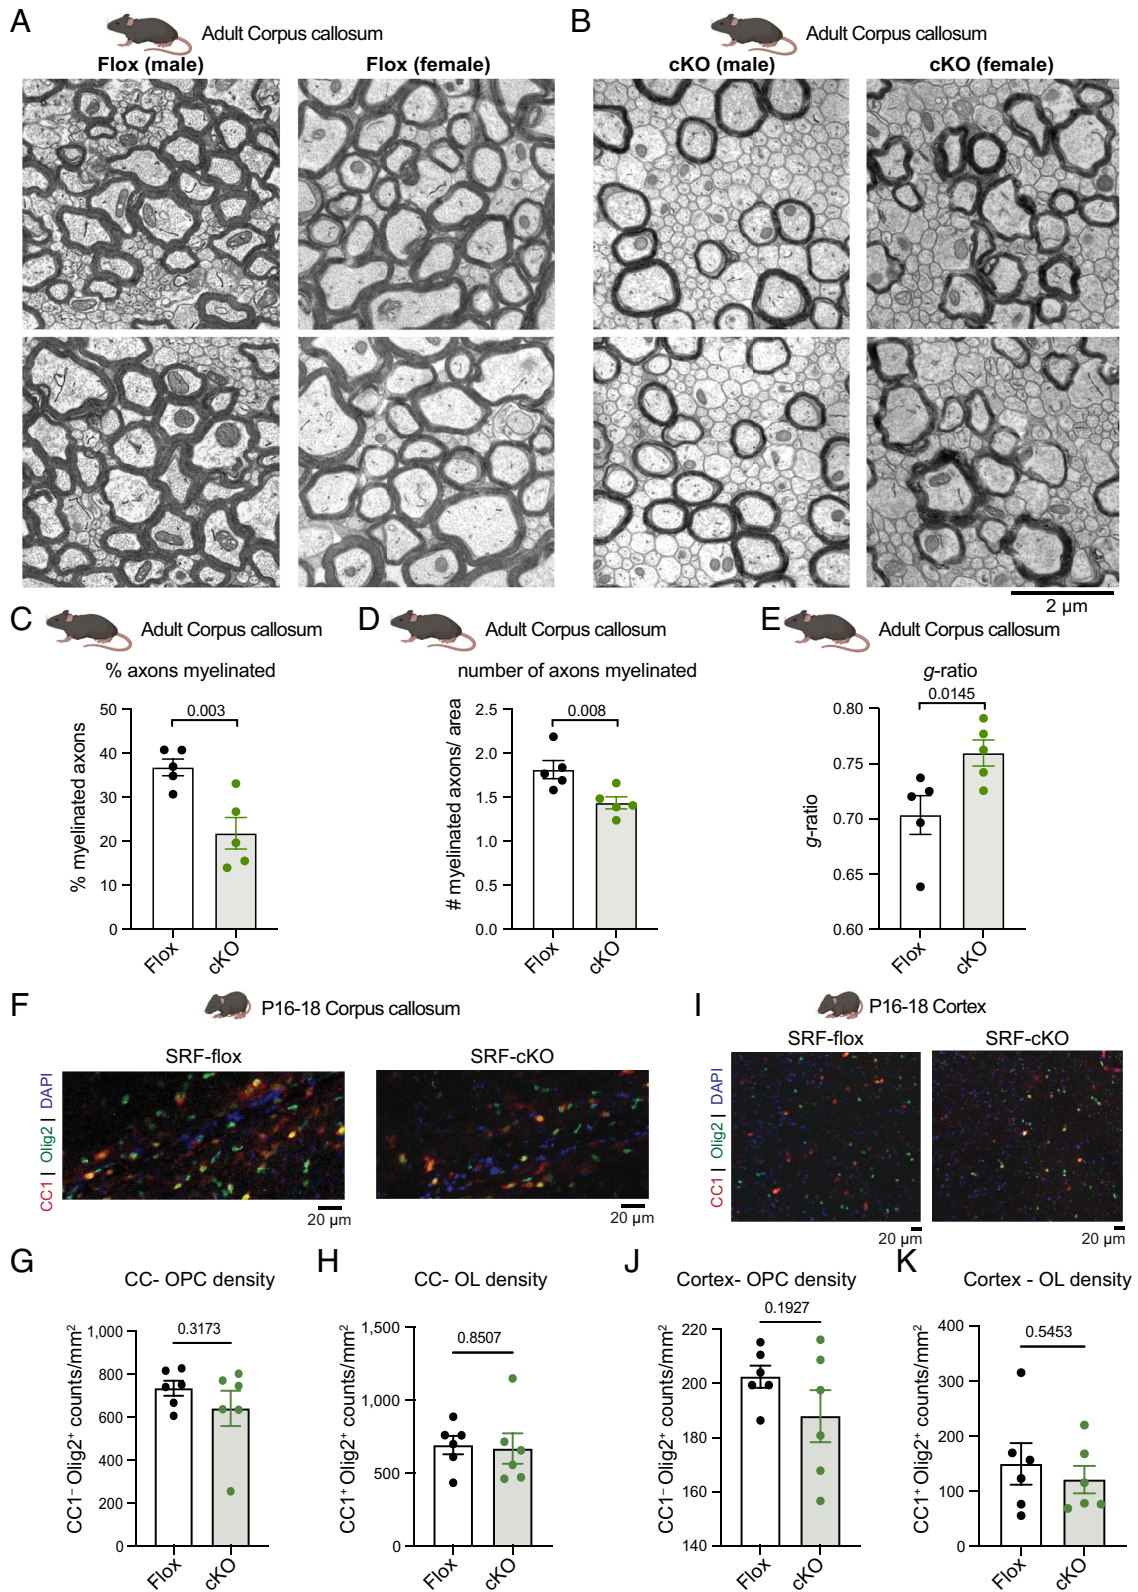 A
Adult Corpus callosum
Flox (male)
Flox (female)
B
Adult Corpus callosum
cKO (male)
cKO (female)
2 µm
C
Adult Corpus callosum
% axons myelinated
0.003
% myelinated axons
50
40
30
20
10
0
Flox
cKO
D
Adult Corpus callosum
number of axons myelinated
0.008
# myelinated axons/ area
2.5
2.0
1.5
1.0
0.5
0.0
Flox
cKO
E
Adult Corpus callosum
g-ratio
0.0145
g-ratio
0.80
0.75
0.70
0.65
0.60
Flox
cKO
F
P16-18 Corpus callosum
SRF-flox
SRF-cKO
CC1 | Olig2 | DAPI
20 µm
20 µm
I
P16-18 Cortex
SRF-flox
SRF-cKO
CC1 | Olig2 | DAPI
20 µm
20 µm
G
CC- OPC density
0.3173
CC1⁻ Olig2⁺ counts/mm²
1,000
800
600
400
200
0
Flox
cKO
H
CC- OL density
0.8507
CC1⁺ Olig2⁺ counts/mm²
1,500
1,000
500
0
Flox
cKO
J
Cortex- OPC density
0.1927
CC1⁻ Olig2⁺ counts/mm²
220
200
180
160
140
Flox
cKO
K
Cortex - OL density
0.5453
CC1⁺ Olig2⁺ counts/mm²
400
300
200
100
0
Flox
cKO